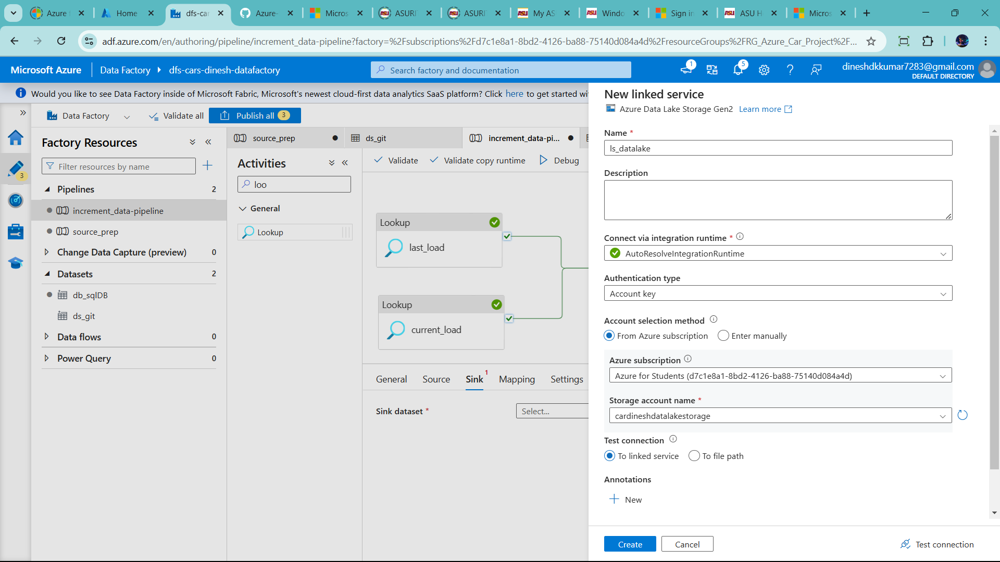 Azure
Home
dfs-cars
Azure-
Micros
ASURI
ASURI
My AS
Windo
Sign in
ASU H
Micros
adf.azure.com/en/authoring/pipeline/increment_data-pipeline?factory=%2Fsubscriptions%2Fd7c1e8a1-8bd2-4126-ba88-75140d084a4d%2FresourceGroups%2FRG_Azure_Car_Project%2F...
Microsoft Azure
Data Factory
dfs-cars-dinesh-datafactory
Search factory and documentation
1
5
dineshdkkumar7283@gmail.com
DEFAULT DIRECTORY
Would you like to see Data Factory inside of Microsoft Fabric, Microsoft's newest cloud-first data analytics SaaS platform? Click here to get started wi
Data Factory
Validate all
Publish all 3
3
Factory Resources
Filter resources by name
Pipelines 2
increment_data-pipeline
source_prep
Change Data Capture (preview) 0
Datasets 2
db_sqlDB
ds_git
Data flows 0
Power Query 0
source_prep
ds_git
increment_data-pi...
Activities
loo
General
Lookup
Validate
Validate copy runtime
Debug
Lookup
last_load
Lookup
current_load
General
Source
Sink 1
Mapping
Settings
Sink dataset *
Select...
New linked service
Azure Data Lake Storage Gen2 Learn more
Name *
ls_datalake
Description
Connect via integration runtime *
AutoResolveIntegrationRuntime
Authentication type
Account key
Account selection method
From Azure subscription
Enter manually
Azure subscription
Azure for Students (d7c1e8a1-8bd2-4126-ba88-75140d084a4d)
Storage account name *
cardineshdatalakestorage
Test connection
To linked service
To file path
Annotations
New
Create
Cancel
Test connection